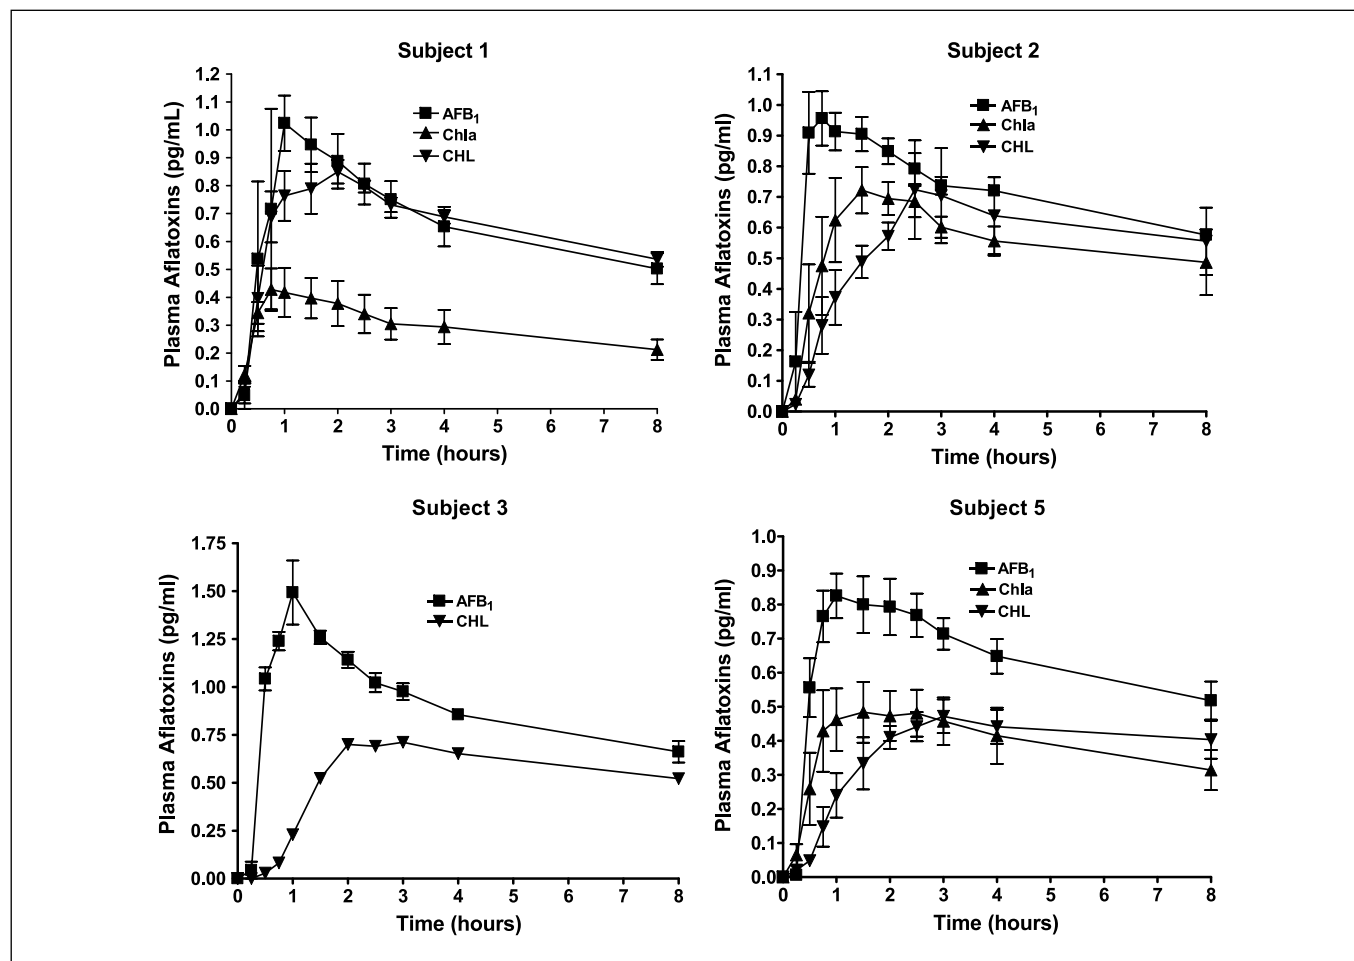 Subject 1
Plasma Aflatoxins (pg/mL)
1.2
1.1
1.0
0.9
0.8
0.7
0.6
0.5
0.4
0.3
0.2
0.1
0.0
AFB1
Chla
CHL
0 1 2 3 4 5 6 7 8
Time (hours)
Subject 2
Plasma Aflatoxins (pg/ml)
1.1
1.0
0.9
0.8
0.7
0.6
0.5
0.4
0.3
0.2
0.1
0.0
AFB1
Chla
CHL
0 1 2 3 4 5 6 7 8
Time (hours)
Subject 3
Plasma Aflatoxins (pg/ml)
1.75
1.50
1.25
1.00
0.75
0.50
0.25
0.00
AFB1
CHL
0 1 2 3 4 5 6 7 8
Time (hours)
Subject 5
Plasma Aflatoxins (pg/ml)
1.0
0.9
0.8
0.7
0.6
0.5
0.4
0.3
0.2
0.1
0.0
AFB1
Chla
CHL
0 1 2 3 4 5 6 7 8
Time (hours)